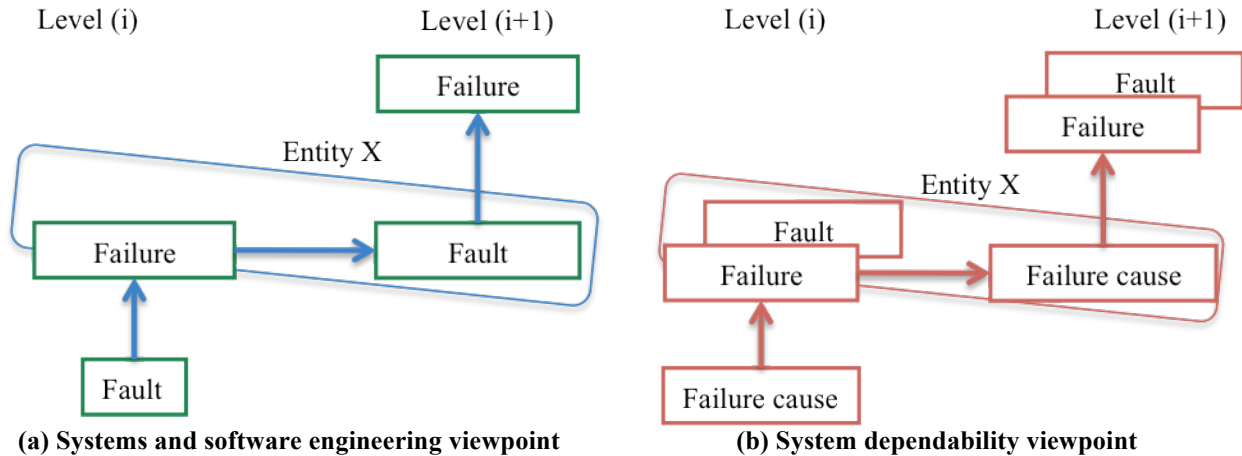 Level (i)
Level (i+1)
Failure
Entity X
Failure
Fault
Fault
(a) Systems and software engineering viewpoint
Level (i)
Level (i+1)
Fault
Failure
Entity X
Fault
Failure
Failure cause
Failure cause
(b) System dependability viewpoint